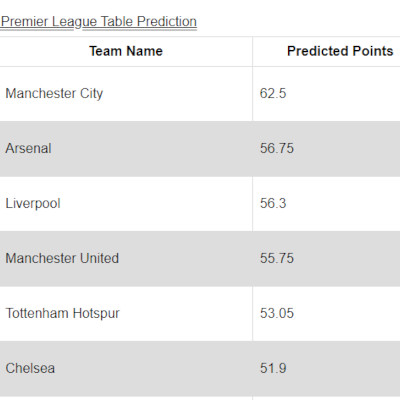 Premier League Table Prediction
Team Name Predicted Points
Manchester City 62.5
Arsenal 56.75
Liverpool 56.3
Manchester United 55.75
Tottenham Hotspur 53.05
Chelsea 51.9